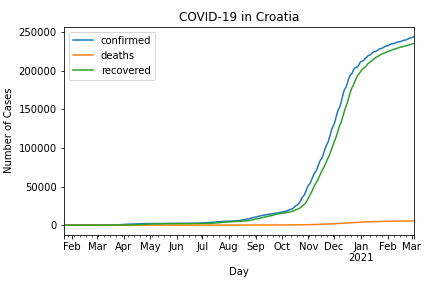 COVID-19 in Croatia
250000
200000
150000
100000
50000
0
Number of Cases
confirmed
deaths
recovered
Feb Mar Apr May Jun Jul Aug Sep Oct Nov Dec Jan Feb Mar
2021
Day